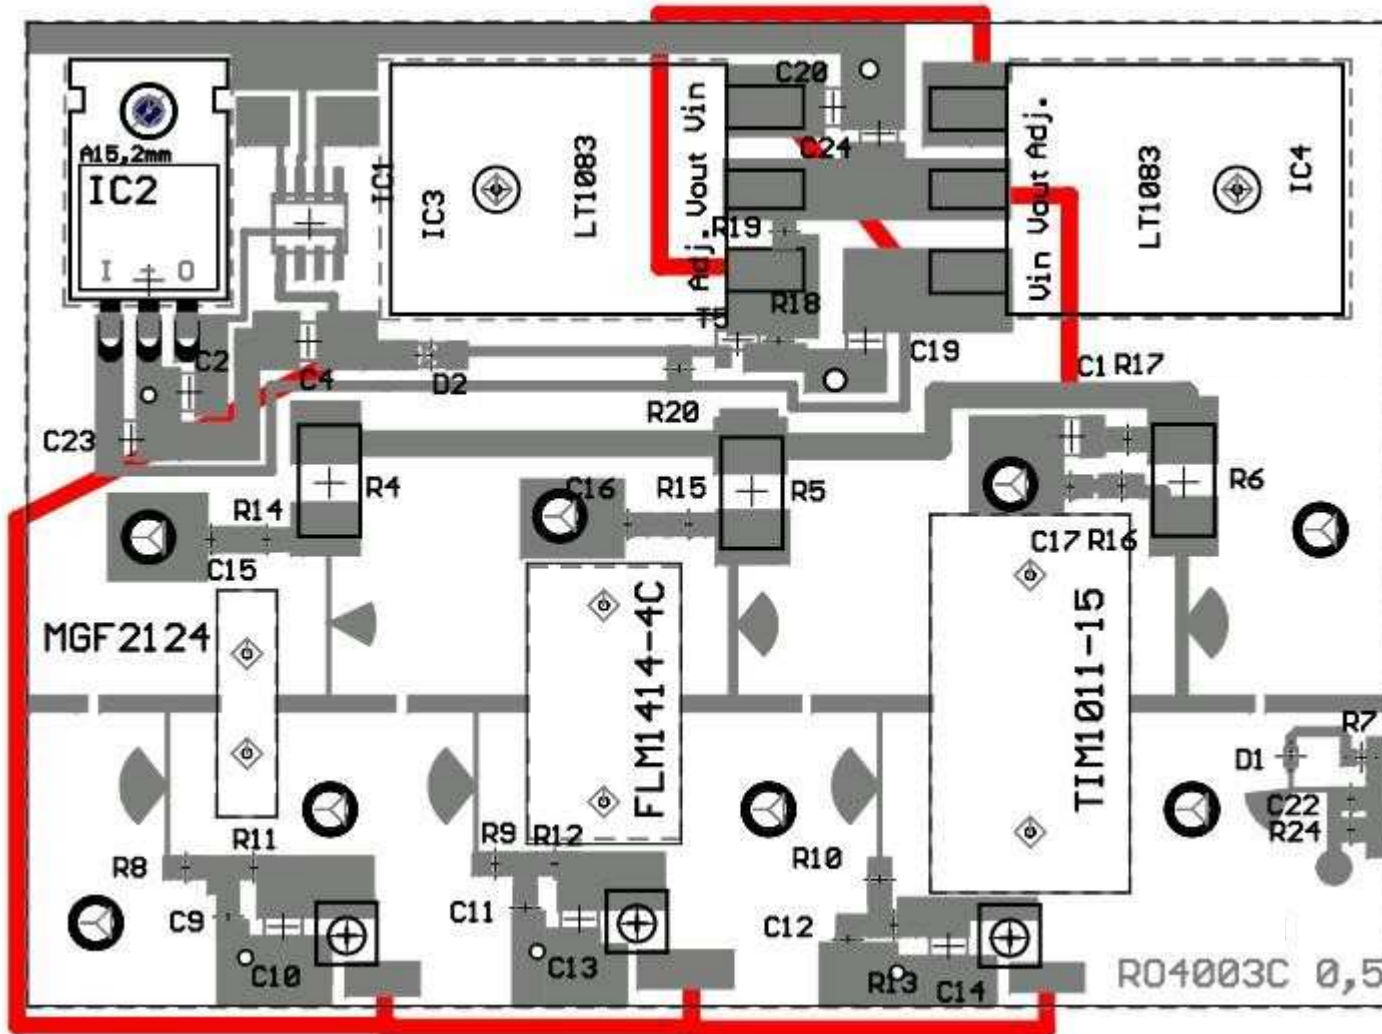 C20
A15,2mm
IC2
I
O
IC1
IC3
LT1083
Adj. Vout Vin
C24
R19
R18
T5
Vin Vout Adj.
LT1083
IC4
C2
C4
D2
R20
C19
C1
R17
C23
R4
R14
C15
C16
R15
R5
C17
R16
R6
MGF2124
FLM1414-4C
TIM1011-15
R7
D1
C22
R24
R8
R11
R9
R12
R10
C9
C10
C11
C13
C12
R13
C14
RO4003C 0,5